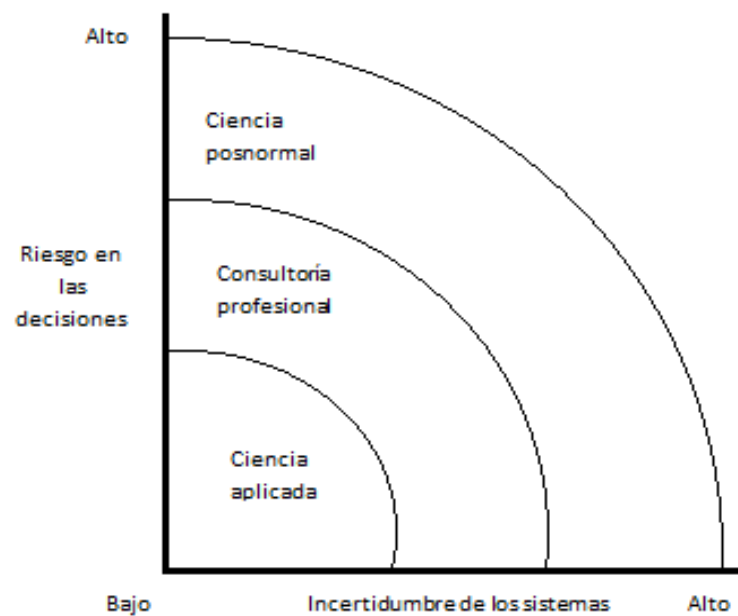 Alto
Ciencia
posnormal
Riesgo en
las
decisiones
Consultoría
profesional
Ciencia
aplicada
Bajo
Incertidumbre de los sistemas
Alto